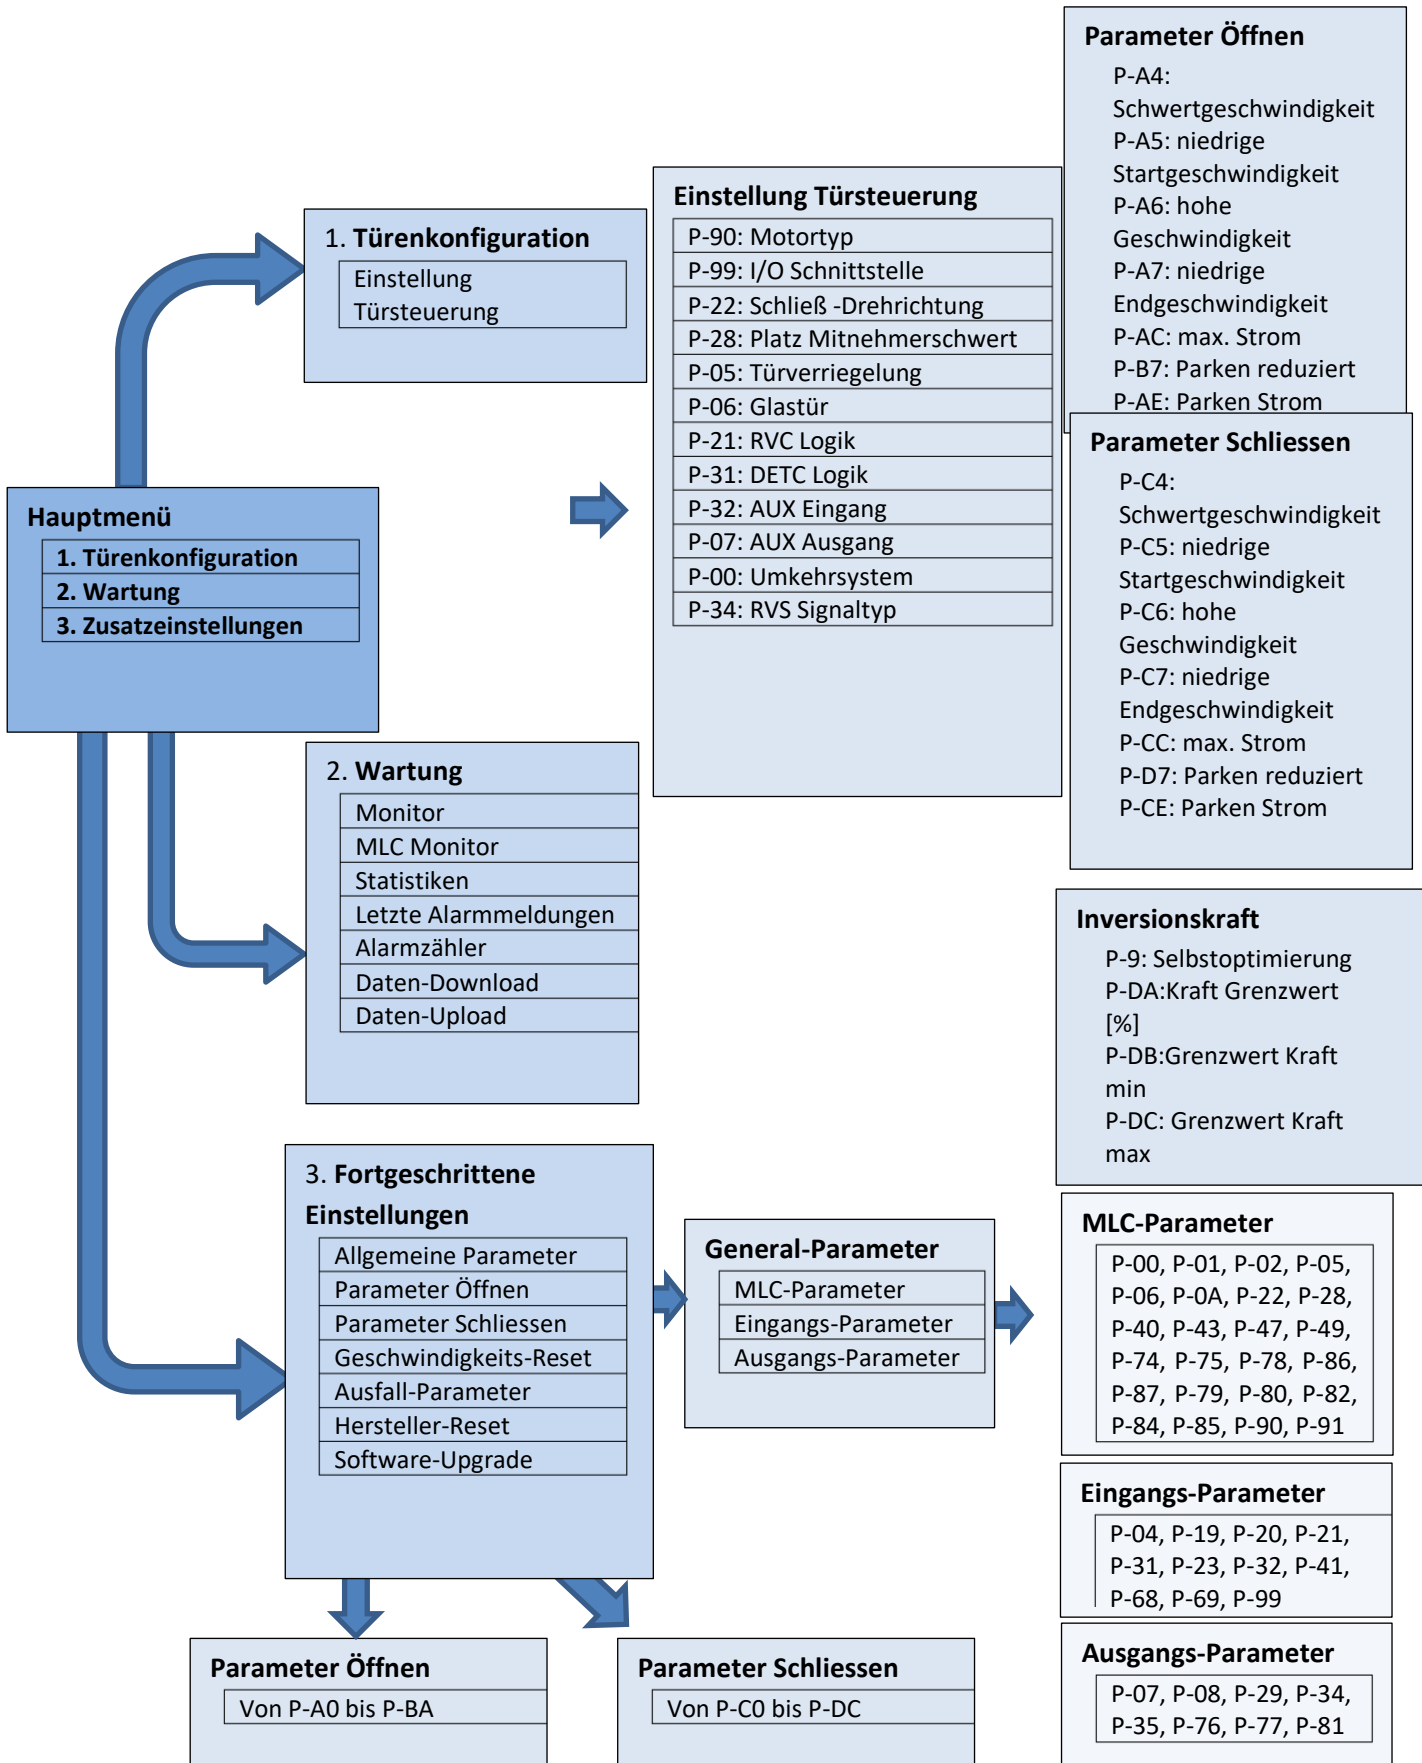 Parameter Öffnen
P-A4:
Schwertgeschwindigkeit
P-A5: niedrige
Startgeschwindigkeit
P-A6: hohe
Geschwindigkeit
P-A7: niedrige
Endgeschwindigkeit
P-AC: max. Strom
P-B7: Parken reduziert
P-AE: Parken Strom
Einstellung Türsteuerung
P-90: Motortyp
P-99: I/O Schnittstelle
P-22: Schließ -Drehrichtung
P-28: Platz Mitnehmerschwert
P-05: Türverriegelung
P-06: Glastür
P-21: RVC Logik
P-31: DETC Logik
P-32: AUX Eingang
P-07: AUX Ausgang
P-00: Umkehrsystem
P-34: RVS Signaltyp
1. Türenkonfiguration
Einstellung
Türsteuerung
Parameter Schliessen
P-C4:
Schwertgeschwindigkeit
P-C5: niedrige
Startgeschwindigkeit
P-C6: hohe
Geschwindigkeit
P-C7: niedrige
Endgeschwindigkeit
P-CC: max. Strom
P-D7: Parken reduziert
P-CE: Parken Strom
Hauptmenü
1. Türenkonfiguration
2. Wartung
3. Zusatzeinstellungen
2. Wartung
Monitor
MLC Monitor
Statistiken
Letzte Alarmmeldungen
Alarmzähler
Daten-Download
Daten-Upload
Inversionskraft
P-9: Selbstoptimierung
P-DA:Kraft Grenzwert
[%]
P-DB:Grenzwert Kraft
min
P-DC: Grenzwert Kraft
max
3. Fortgeschrittene
Einstellungen
Allgemeine Parameter
Parameter Öffnen
Parameter Schliessen
Geschwindigkeits-Reset
Ausfall-Parameter
Hersteller-Reset
Software-Upgrade
General-Parameter
MLC-Parameter
Eingangs-Parameter
Ausgangs-Parameter
MLC-Parameter
P-00, P-01, P-02, P-05,
P-06, P-0A, P-22, P-28,
P-40, P-43, P-47, P-49,
P-74, P-75, P-78, P-86,
P-87, P-79, P-80, P-82,
P-84, P-85, P-90, P-91
Eingangs-Parameter
P-04, P-19, P-20, P-21,
P-31, P-23, P-32, P-41,
P-68, P-69, P-99
Ausgangs-Parameter
P-07, P-08, P-29, P-34,
P-35, P-76, P-77, P-81
Parameter Öffnen
Von P-A0 bis P-BA
Parameter Schliessen
Von P-C0 bis P-DC